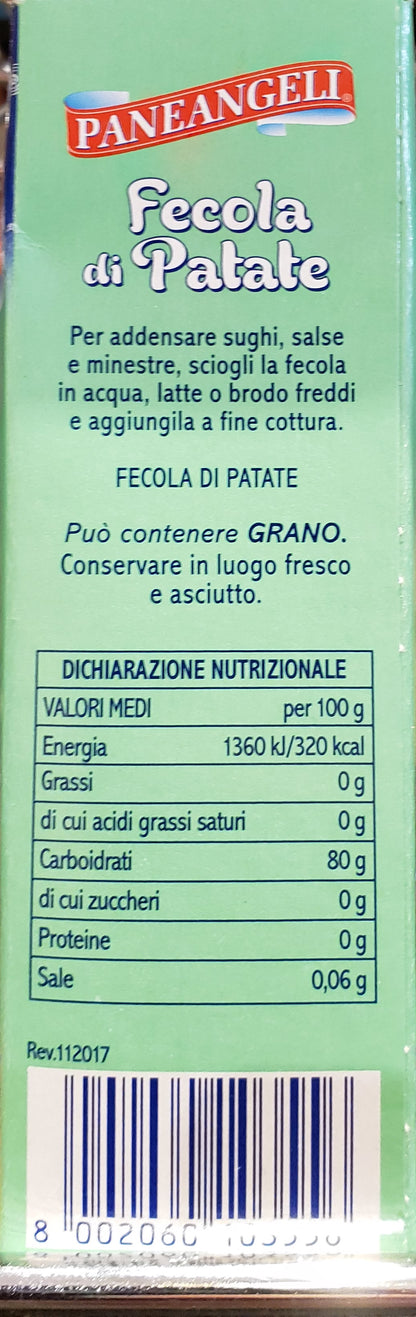 PANEANGELI®
Fecola
di Patate
Per addensare sughi, salse
e minestre, sciogli la fecola
in acqua, latte o brodo freddi
e aggiungila a fine cottura.
FECOLA DI PATATE
Può contenere GRANO.
Conservare in luogo fresco
e asciutto.
DICHIARAZIONE NUTRIZIONALE
VALORI MEDI per 100 g
Energia 1360 kJ/320 kcal
Grassi 0 g
di cui acidi grassi saturi 0 g
Carboidrati 80 g
di cui zuccheri 0 g
Proteine 0 g
Sale 0,06 g
Rev.112017
8 002060